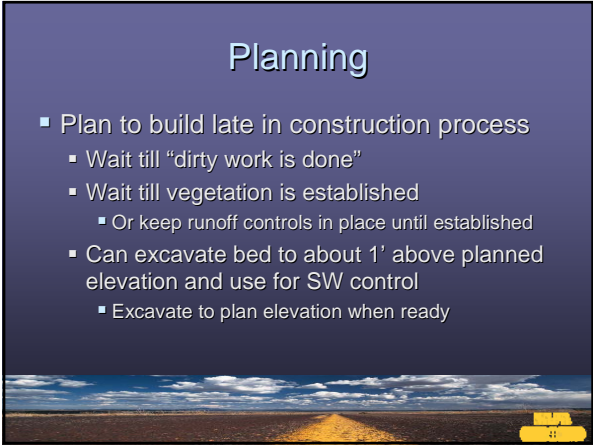 Planning
▪ Plan to build late in construction process
▪ Wait till “dirty work is done”
▪ Wait till vegetation is established
▪ Or keep runoff controls in place until established
▪ Can excavate bed to about 1’ above planned
elevation and use for SW control
▪ Excavate to plan elevation when ready